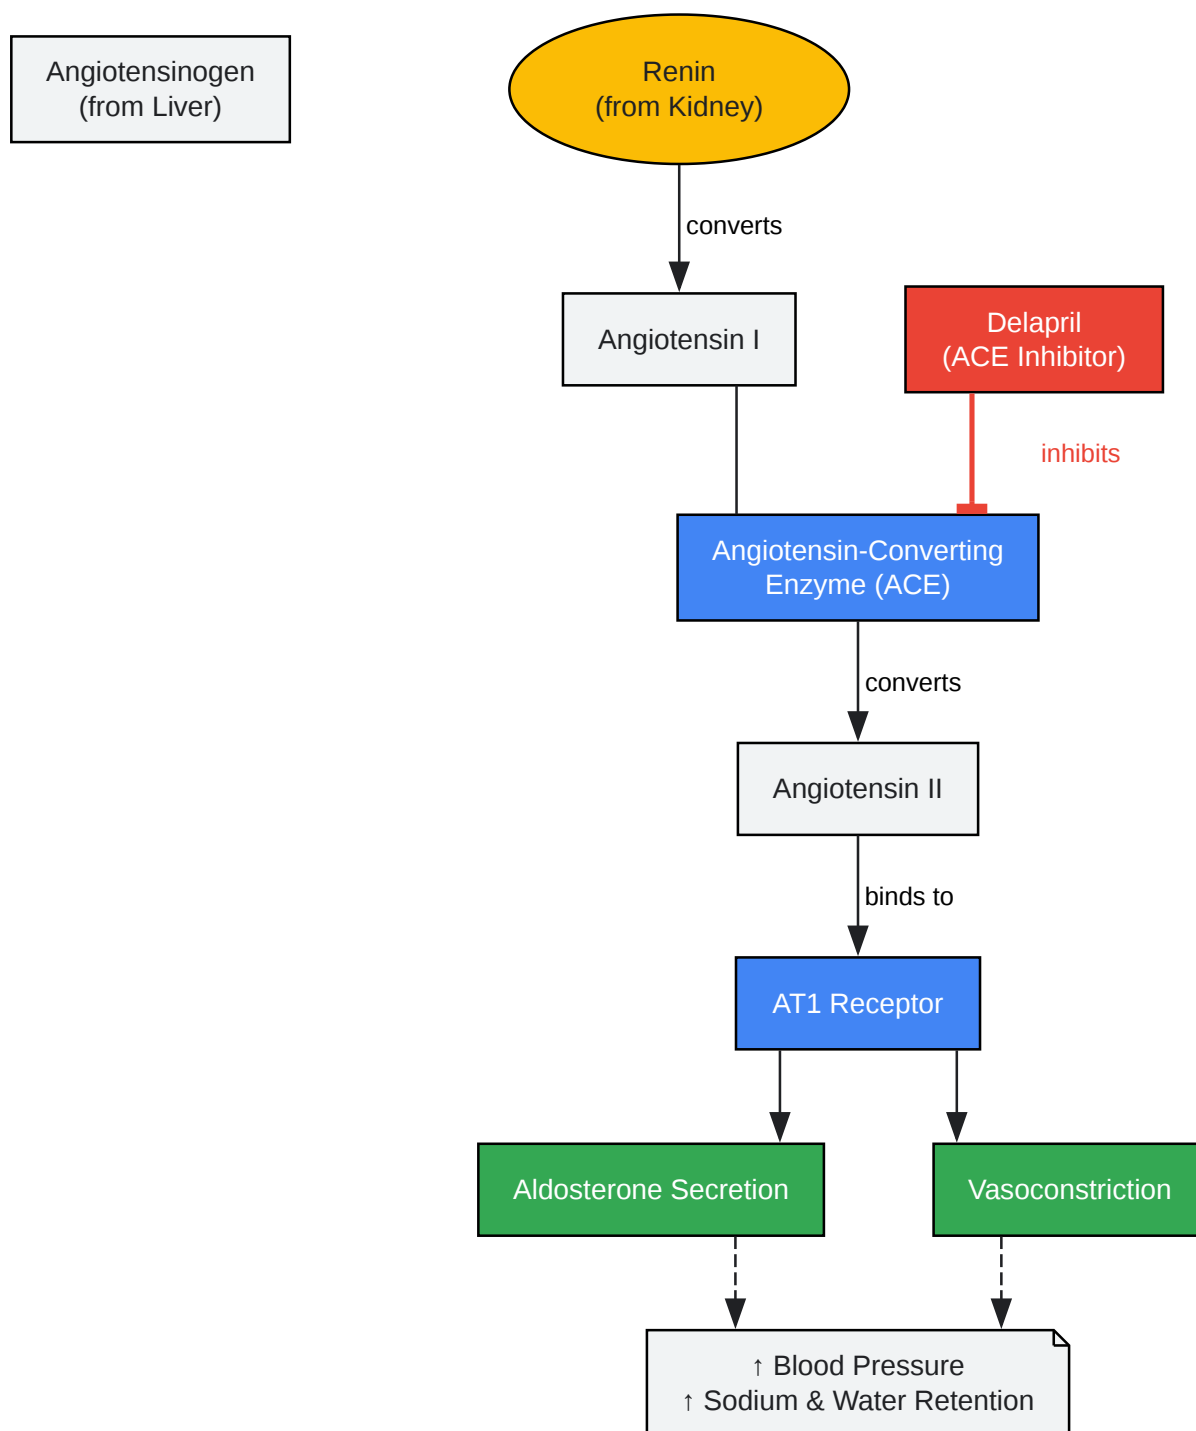 Angiotensinogen
(from Liver)
Renin
(from Kidney)
converts
Angiotensin I
Delapril
(ACE Inhibitor)
inhibits
Angiotensin-Converting
Enzyme (ACE)
converts
Angiotensin II
binds to
AT1 Receptor
Aldosterone Secretion
Vasoconstriction
↑ Blood Pressure
↑ Sodium & Water Retention